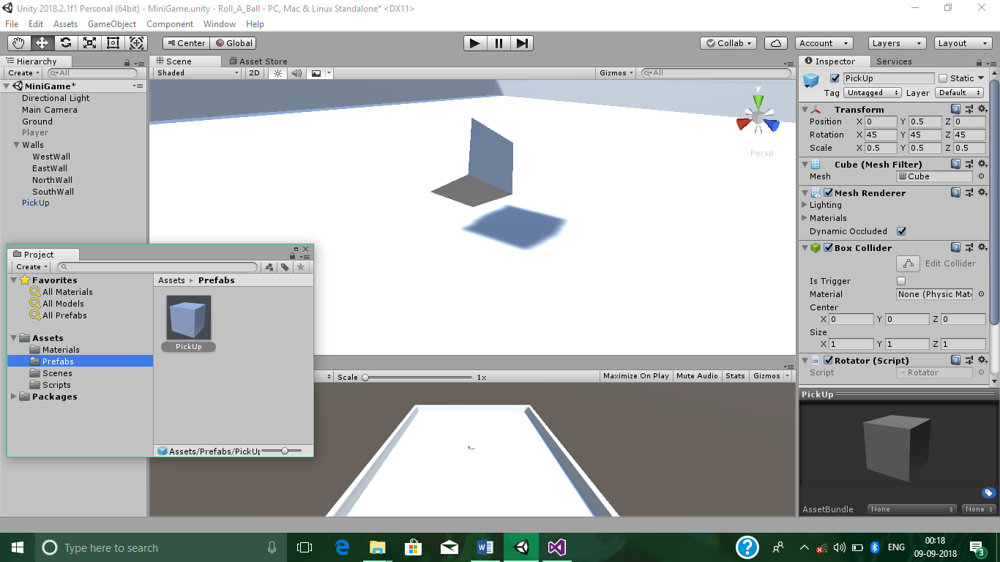 Unity 2018.2.1f1 Personal (64bit) - MiniGame.unity - Roll_A_Ball - PC, Mac & Linux Standalone* <DX11>
File Edit Assets GameObject Component Window Help
Center Global Collab Account Layers Layout
Hierarchy
Create All
MiniGame*
Directional Light
Main Camera
Ground
Player
Walls
WestWall
EastWall
NorthWall
SouthWall
PickUp
Scene Asset Store
Shaded 2D Gizmos All
y
Persp
Project
Create
Favorites
All Materials
All Models
All Prefabs
Assets
Materials
Prefabs
Scenes
Scripts
Packages
Assets Prefabs
PickUp
Assets/Prefabs/PickUp
Scale 1x Maximize On Play Mute Audio Stats Gizmos
Inspector Services
PickUp Static
Tag Untagged Layer Default
Transform
Position X 0 Y 0.5 Z 0
Rotation X 45 Y 45 Z 45
Scale X 0.5 Y 0.5 Z 0.5
Cube (Mesh Filter)
Mesh Cube
Mesh Renderer
Lighting
Materials
Dynamic Occluded
Box Collider
Edit Collider
Is Trigger
Material None (Physic Mate
Center
X 0 Y 0 Z 0
Size
X 1 Y 1 Z 1
Rotator (Script)
Script Rotator
PickUp
AssetBundle None None
Type here to search
ENG
00:18
09-09-2018
3